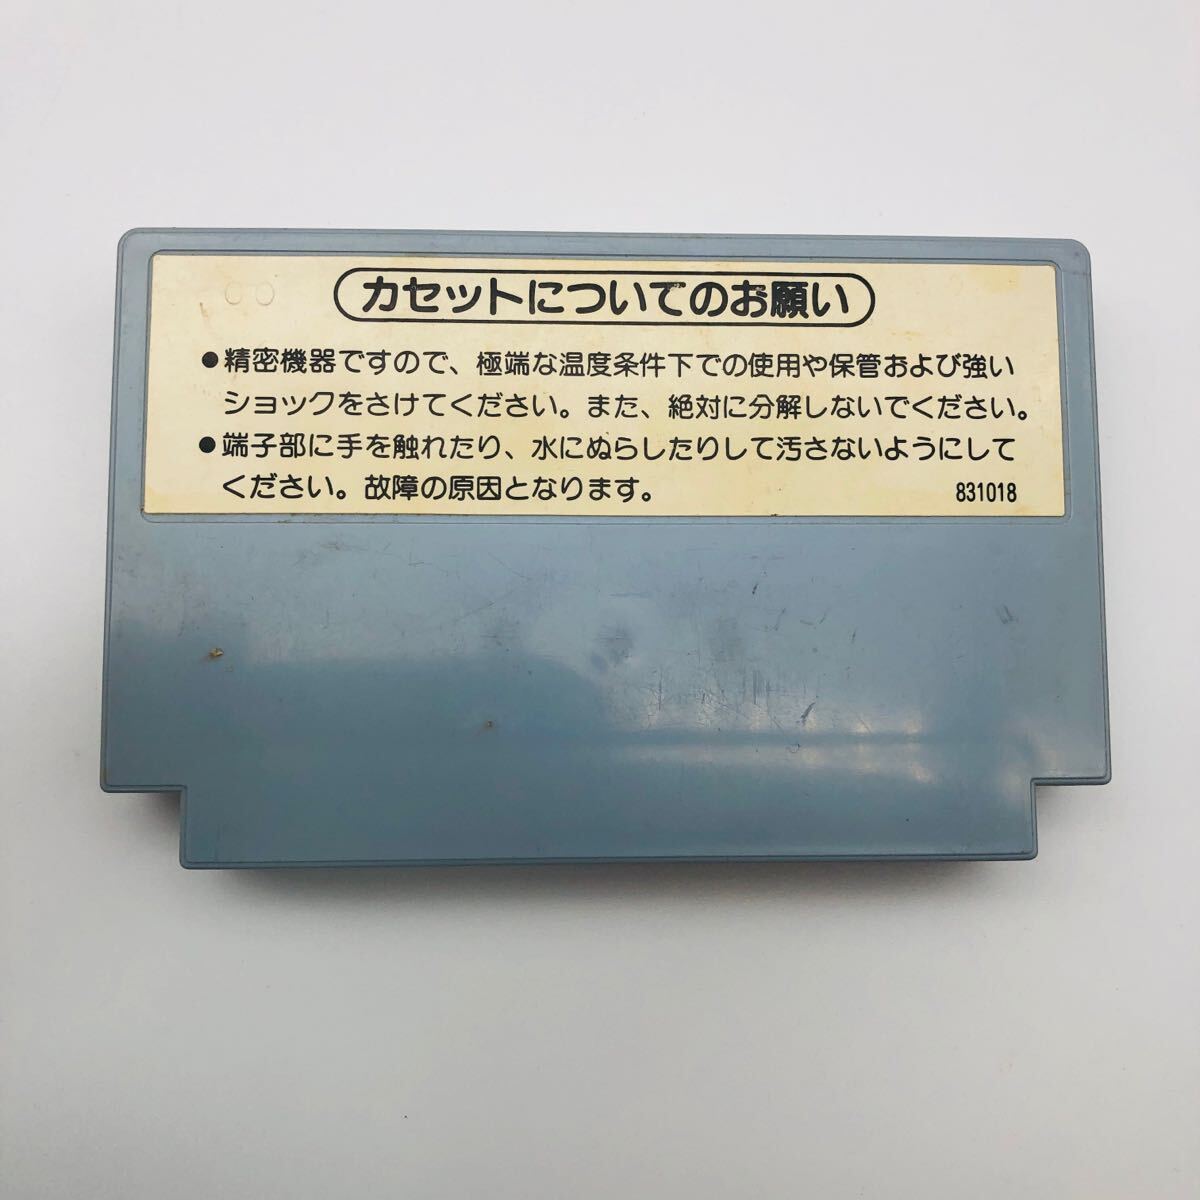 カセットについてのお願い
●精密機器ですので、極端な温度条件下での使用や保管および強い
ショックをさけてください。また、絶対に分解しないでください。
●端子部に手を触れたり、水にぬらしたりして汚さないようにして
ください。故障の原因となります。
831018